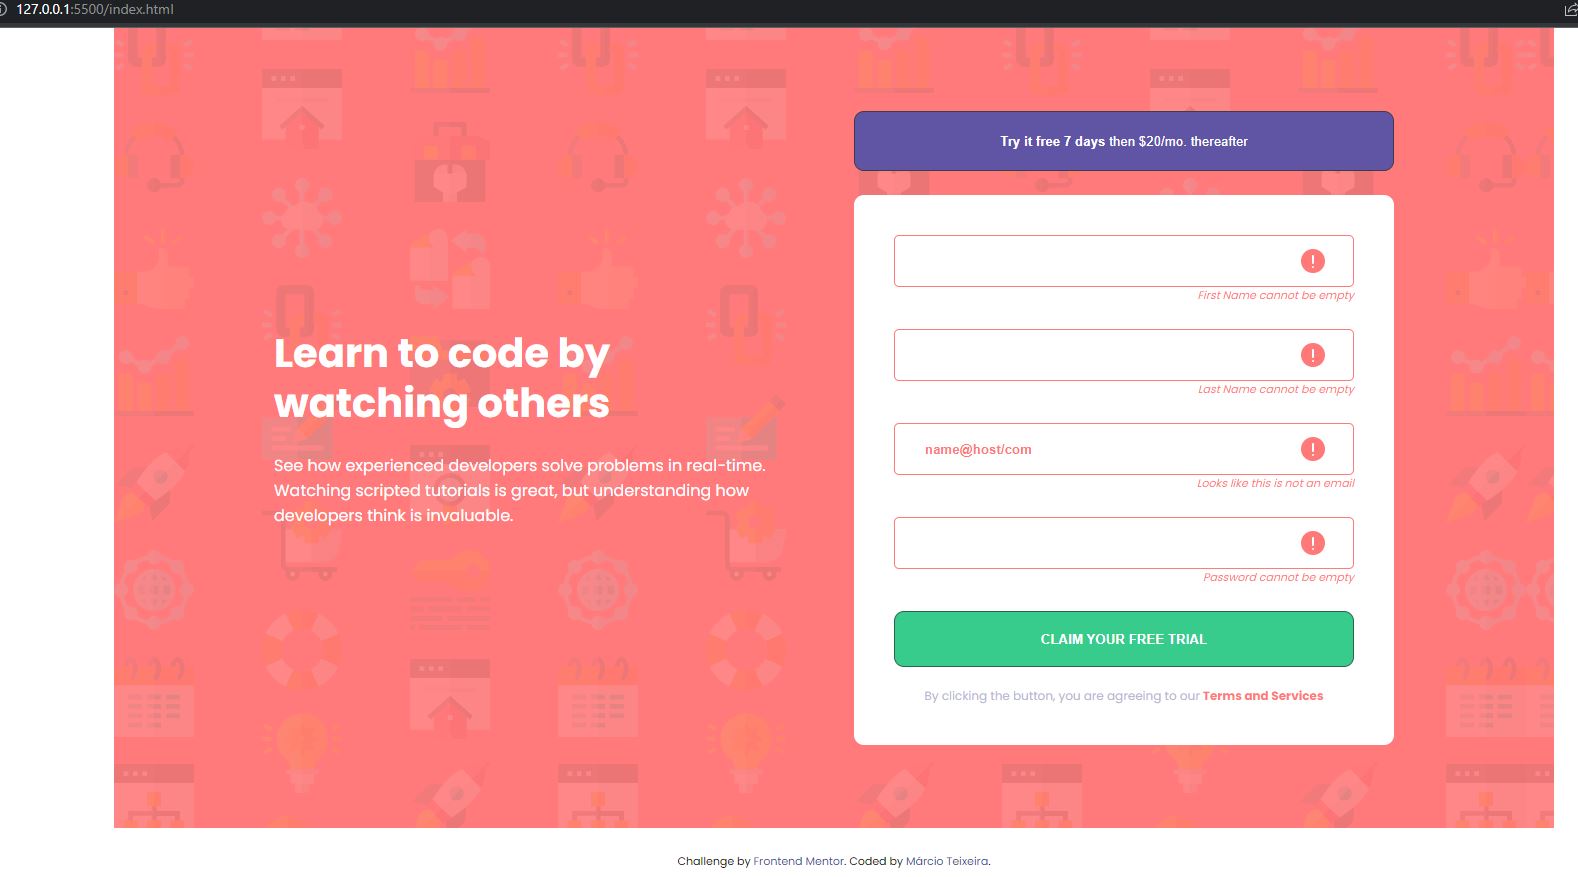 127.0.0.1:5500/index.html
Try it free 7 days then $20/mo. thereafter
First Name cannot be empty
Learn to code by
watching others
Last Name cannot be empty
See how experienced developers solve problems in real-time.
Watching scripted tutorials is great, but understanding how
developers think is invaluable.
name@host/com
Looks like this is not an email
Password cannot be empty
CLAIM YOUR FREE TRIAL
By clicking the button, you are agreeing to our Terms and Services
Challenge by Frontend Mentor. Coded by Márcio Teixeira.